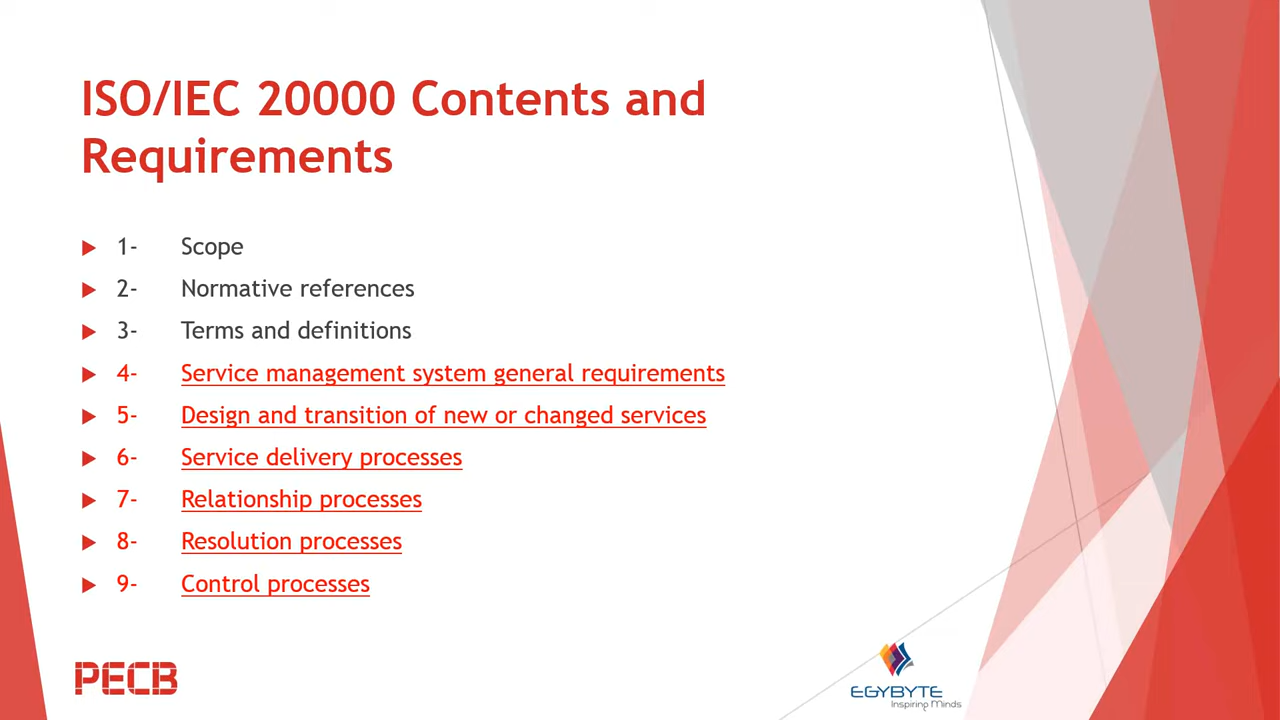 ISO/IEC 20000 Contents and
Requirements
1- Scope
2- Normative references
3- Terms and definitions
4- Service management system general requirements
5- Design and transition of new or changed services
6- Service delivery processes
7- Relationship processes
8- Resolution processes
9- Control processes
PECB
EGYBYTE
Inspiring Minds